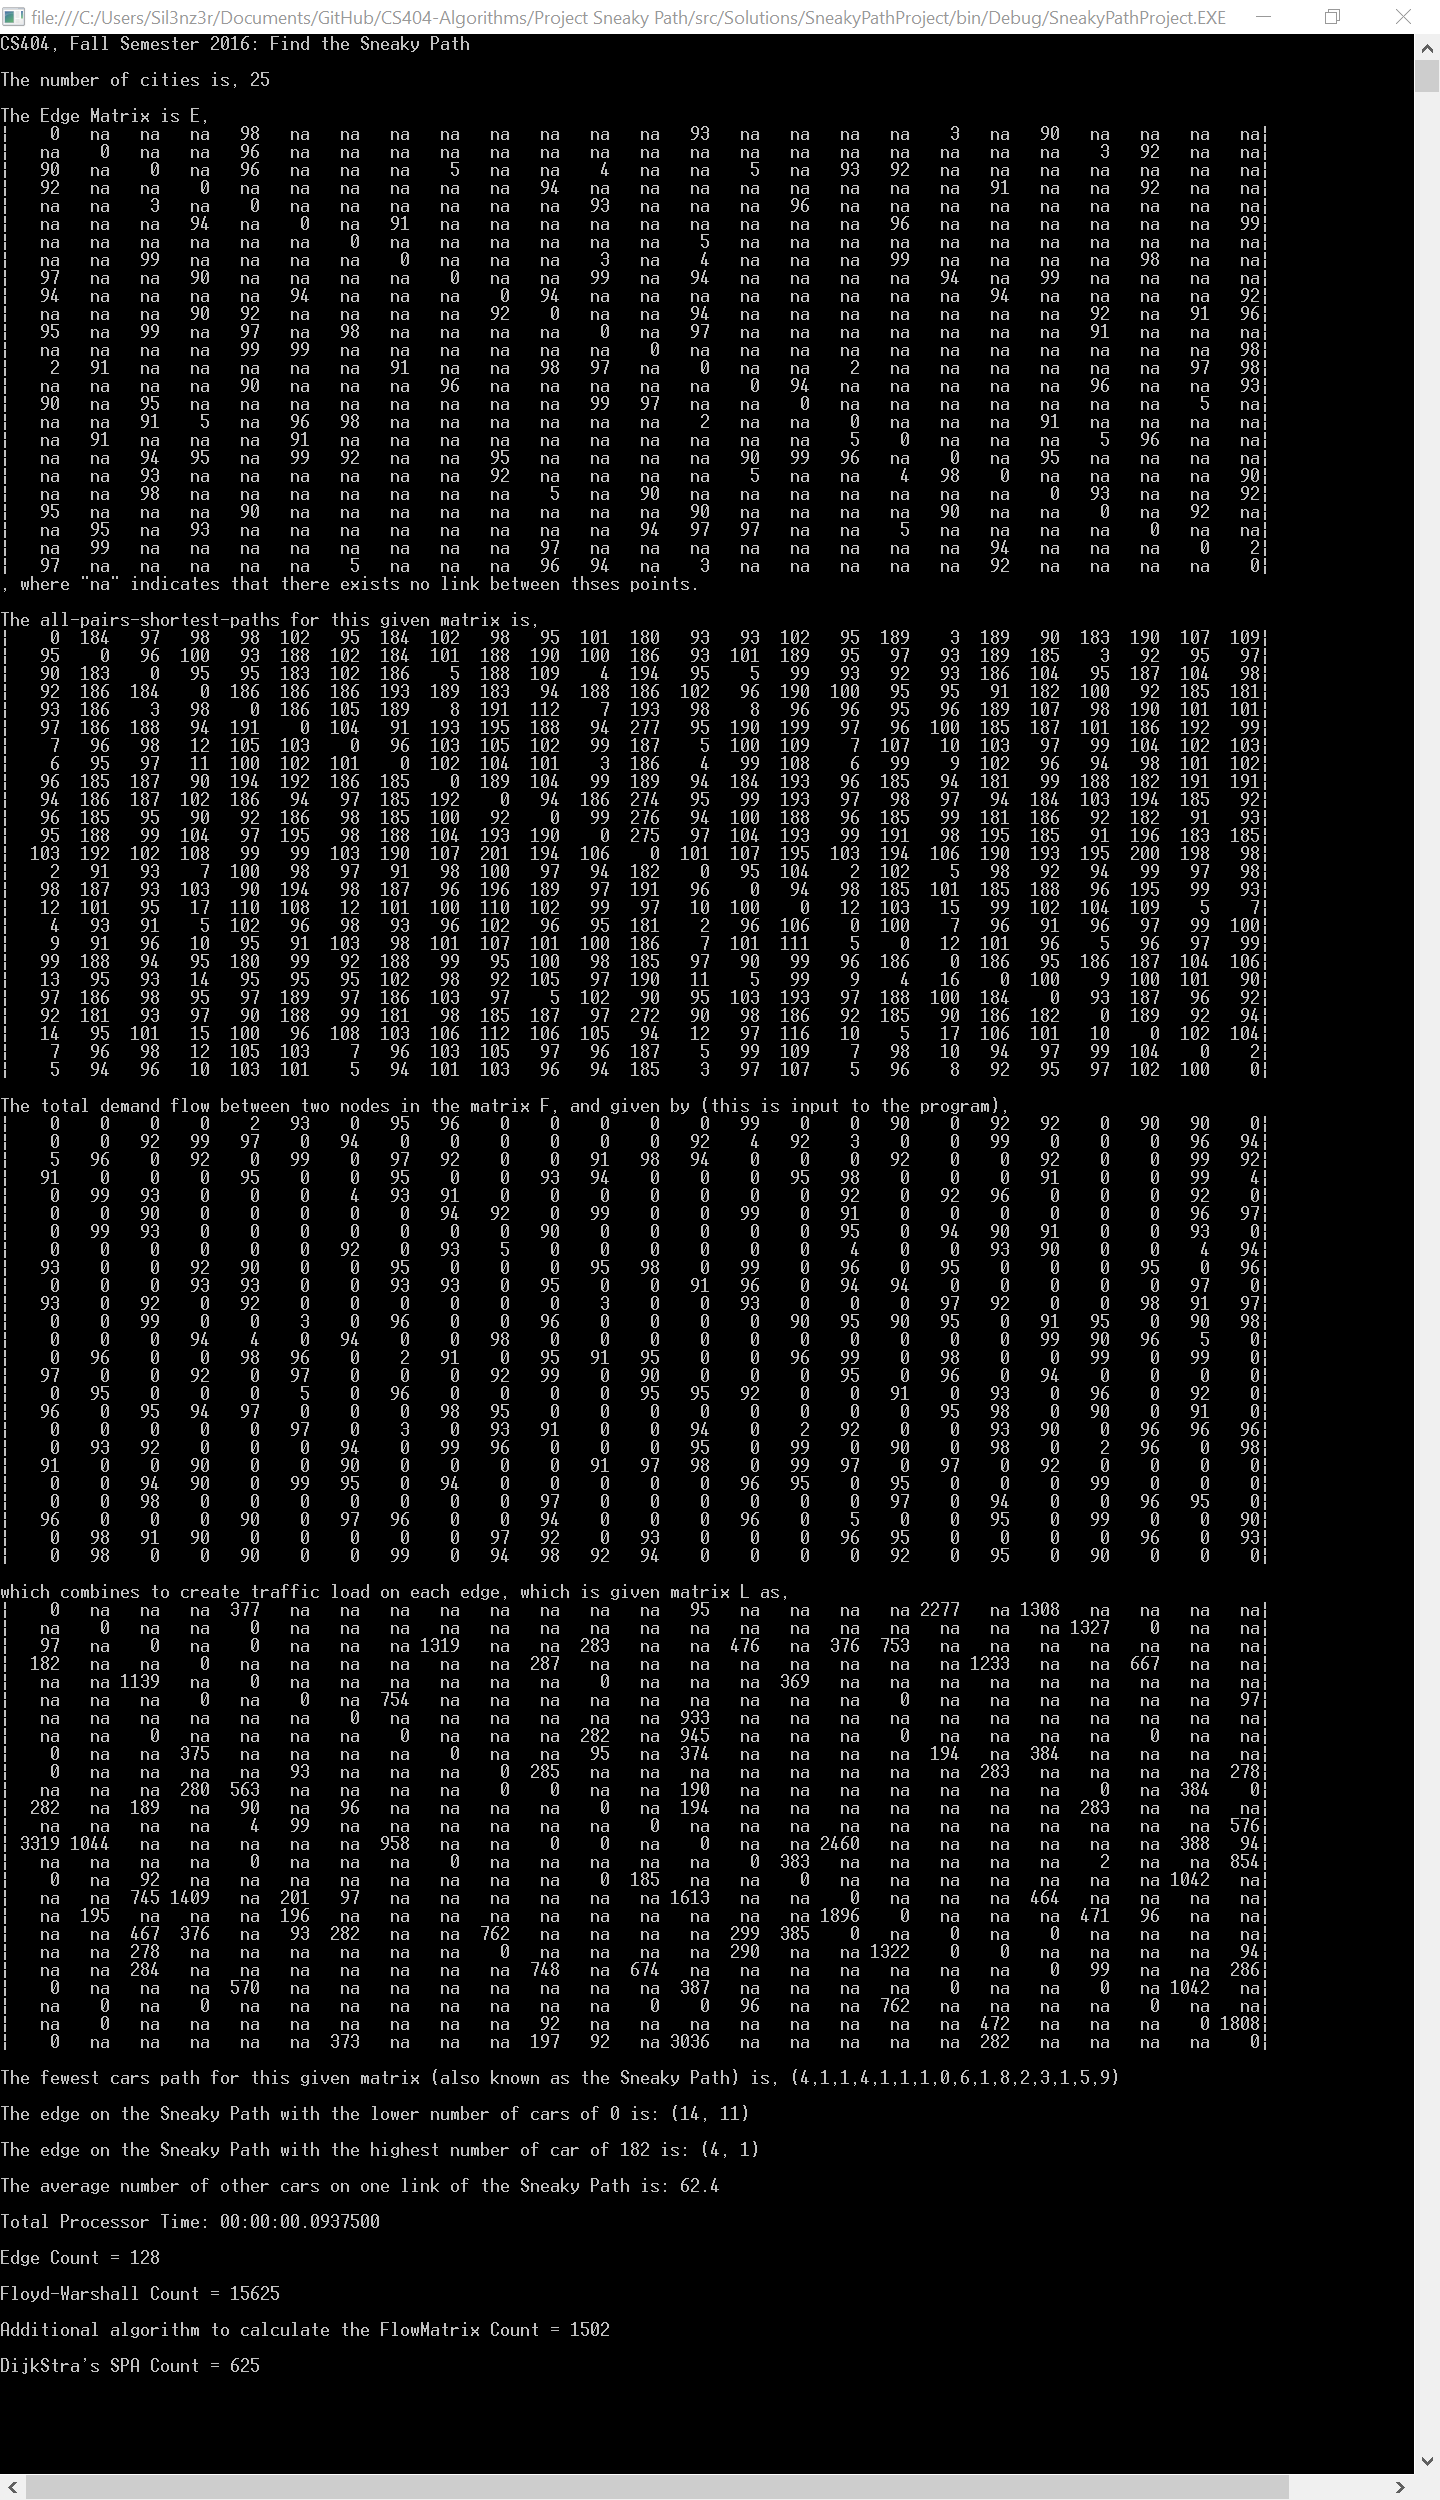 file:///C:/Users/Sil3nz3r/Documents/GitHub/CS404-Algorithms/Project Sneaky Path/src/Solutions/SneakyPathProject/bin/Debug/SneakyPathProject.EXE
CS404, Fall Semester 2016: Find the Sneaky Path
The number of cities is, 25
The Edge Matrix is E,
¦ 0 na na na 98 na na na na na na na na 93 na na na na 3 na 90 na na na na¦
¦ na 0 na na 96 na na na na na na na na na na na na na na na na 3 92 na na¦
¦ 90 na 0 na 96 na na na 5 na na 4 na na 5 na 93 92 na na na na na na na¦
¦ 92 na na 0 na na na na na na 94 na na na na na na na na 91 na na 92 na na¦
¦ na na 3 na 0 na na na na na na 93 na na na 96 na na na na na na na na na¦
¦ na na na 94 na 0 na 91 na na na na na na na na na 96 na na na na na na 99¦
¦ na na na na na na 0 na na na na na na 5 na na na na na na na na na na na¦
¦ na na 99 na na na na 0 na na na 3 na 4 na na na 99 na na na na 98 na na¦
¦ 97 na na 90 na na na na 0 na na 99 na 94 na na na na 94 na 99 na na na na¦
¦ 94 na na na na 94 na na na 0 94 na na na na na na na na 94 na na na na 92¦
¦ na na na 90 92 na na na na 92 0 na na 94 na na na na na na na 92 na 91 96¦
¦ 95 na 99 na 97 na 98 na na na na 0 na 97 na na na na na na na 91 na na na¦
¦ na na na na 99 99 na na na na na na 0 na na na na na na na na na na na 98¦
¦ 2 91 na na na na na 91 na na 98 97 na 0 na na 2 na na na na na na 97 98¦
¦ na na na na 90 na na na 96 na na na na na 0 94 na na na na na 96 na na 93¦
¦ 90 na 95 na na na na na na na na 99 97 na na 0 na na na na na na na 5 na¦
¦ na na 91 5 na 96 98 na na na na na na 2 na na 0 na na na 91 na na na na¦
¦ na 91 na na na 91 na na na na na na na na na na 5 0 na na na 5 96 na na¦
¦ na na 94 95 na 99 92 na na 95 na na na na 90 99 96 na 0 na 95 na na na na¦
¦ na na 93 na na na na na na 92 na na na na 5 na na 4 98 0 na na na na 90¦
¦ na na 98 na na na na na na na 5 na 90 na na na na na na na 0 93 na na 92¦
¦ 95 na na na 90 na na na na na na na na 90 na na na na 90 na na 0 na 92 na¦
¦ na 95 na 93 na na na na na na na na 94 97 97 na na 5 na na na na 0 na na¦
¦ na 99 na na na na na na na na 97 na na na na na na na na 94 na na na 0 2¦
¦ 97 na na na na na 5 na na na 96 94 na 3 na na na na na 92 na na na na 0¦
, where "na" indicates that there exists no link between thses points.
The all-pairs-shortest-paths for this given matrix is,
¦ 0 184 97 98 98 102 95 184 102 98 95 101 180 93 93 102 95 189 3 189 90 183 190 107 109¦
¦ 95 0 96 100 93 188 102 184 101 188 190 100 186 93 101 189 95 97 93 189 185 3 92 95 97¦
¦ 90 183 0 95 95 183 102 186 5 188 109 4 194 95 5 99 93 92 93 186 104 95 187 104 98¦
¦ 92 186 184 0 186 186 186 193 189 183 94 188 186 102 96 190 100 95 95 91 182 100 92 185 181¦
¦ 93 186 3 98 0 186 105 189 8 191 112 7 193 98 8 96 96 95 96 189 107 98 190 101 101¦
¦ 97 186 188 94 191 0 104 91 193 195 188 94 277 95 190 199 97 96 100 185 187 101 186 192 99¦
¦ 7 96 98 12 105 103 0 96 103 105 102 99 187 5 100 109 7 107 10 103 97 99 104 102 103¦
¦ 6 95 97 11 100 102 101 0 102 104 101 3 186 4 99 108 6 99 9 102 96 94 98 101 102¦
¦ 96 185 187 90 194 192 186 185 0 189 104 99 189 94 184 193 96 185 94 181 99 188 182 191 191¦
¦ 94 186 187 102 186 94 97 185 192 0 94 186 274 95 99 193 97 98 97 94 184 103 194 185 92¦
¦ 96 185 95 90 92 186 98 185 100 92 0 99 276 94 100 188 96 185 99 181 186 92 182 91 93¦
¦ 95 188 99 104 97 195 98 188 104 193 190 0 275 97 104 193 99 191 98 195 185 91 196 183 185¦
¦ 103 192 102 108 99 99 103 190 107 201 194 106 0 101 107 195 103 194 106 190 193 195 200 198 98¦
¦ 2 91 93 7 100 98 97 91 98 100 97 94 182 0 95 104 2 102 5 98 92 94 99 97 98¦
¦ 98 187 93 103 90 194 98 187 96 196 189 97 191 96 0 94 98 185 101 185 188 96 195 99 93¦
¦ 12 101 95 17 110 108 12 101 100 110 102 99 97 10 100 0 12 103 15 99 102 104 109 5 7¦
¦ 4 93 91 5 102 96 98 93 96 102 96 95 181 2 96 106 0 100 7 96 91 96 97 99 100¦
¦ 9 91 96 10 95 91 103 98 101 107 101 100 186 7 101 111 5 0 12 101 96 5 96 97 99¦
¦ 99 188 94 95 180 99 92 188 99 95 100 98 185 97 90 99 96 186 0 186 95 186 187 104 106¦
¦ 13 95 93 14 95 95 95 102 98 92 105 97 190 11 5 99 9 4 16 0 100 9 100 101 90¦
¦ 97 186 98 95 97 189 97 186 103 97 5 102 90 95 103 193 97 188 100 184 0 93 187 96 92¦
¦ 92 181 93 97 90 188 99 181 98 185 187 97 272 90 98 186 92 185 90 186 182 0 189 92 94¦
¦ 14 95 101 15 100 96 108 103 106 112 106 105 94 12 97 116 10 5 17 106 101 10 0 102 104¦
¦ 7 96 98 12 105 103 7 96 103 105 97 96 187 5 99 109 7 98 10 94 97 99 104 0 2¦
¦ 5 94 96 10 103 101 5 94 101 103 96 94 185 3 97 107 5 96 8 92 95 97 102 100 0¦
The total demand flow between two nodes in the matrix F, and given by (this is input to the program),
¦ 0 0 0 0 2 93 0 95 96 0 0 0 0 0 99 0 0 90 0 92 92 0 90 90 0¦
¦ 0 0 92 99 97 0 94 0 0 0 0 0 0 92 4 92 3 0 0 99 0 0 0 96 94¦
¦ 5 96 0 92 0 99 0 97 92 0 0 91 98 94 0 0 0 92 0 0 92 0 0 99 92¦
¦ 91 0 0 0 95 0 0 95 0 0 93 94 0 0 0 95 98 0 0 0 91 0 0 99 4¦
¦ 0 99 93 0 0 0 4 93 91 0 0 0 0 0 0 0 92 0 92 96 0 0 0 92 0¦
¦ 0 0 90 0 0 0 0 0 94 92 0 99 0 0 99 0 91 0 0 0 0 0 0 96 97¦
¦ 0 99 93 0 0 0 0 0 0 0 90 0 0 0 0 0 95 0 94 90 91 0 0 93 0¦
¦ 0 0 0 0 0 0 92 0 93 5 0 0 0 0 0 0 4 0 0 93 90 0 0 4 94¦
¦ 93 0 0 92 90 0 0 95 0 0 0 95 98 0 99 0 96 0 95 0 0 0 95 0 96¦
¦ 0 0 0 93 93 0 0 93 93 0 95 0 0 91 96 0 94 94 0 0 0 0 0 97 0¦
¦ 93 0 92 0 92 0 0 0 0 0 0 3 0 0 93 0 0 0 97 92 0 0 98 91 97¦
¦ 0 0 99 0 0 3 0 96 0 0 96 0 0 0 0 90 95 90 95 0 91 95 0 90 98¦
¦ 0 0 0 94 4 0 94 0 0 98 0 0 0 0 0 0 0 0 0 0 99 90 96 5 0¦
¦ 0 96 0 0 98 96 0 2 91 0 95 91 95 0 0 96 99 0 98 0 0 99 0 99 0¦
¦ 97 0 0 92 0 97 0 0 0 92 99 0 90 0 0 0 95 0 96 0 94 0 0 0 0¦
¦ 0 95 0 0 0 5 0 96 0 0 0 0 95 95 92 0 0 91 0 93 0 96 0 92 0¦
¦ 96 0 95 94 97 0 0 0 98 95 0 0 0 0 0 0 0 0 95 98 0 90 0 91 0¦
¦ 0 0 0 0 0 97 0 3 0 93 91 0 0 94 0 2 92 0 0 93 90 0 96 96 96¦
¦ 0 93 92 0 0 0 94 0 99 96 0 0 0 95 0 99 0 90 0 98 0 2 96 0 98¦
¦ 91 0 0 90 0 0 90 0 0 0 0 91 97 98 0 99 97 0 97 0 92 0 0 0 0¦
¦ 0 0 94 90 0 99 95 0 94 0 0 0 0 0 96 95 0 95 0 0 0 99 0 0 0¦
¦ 0 0 98 0 0 0 0 0 0 0 97 0 0 0 0 0 0 97 0 94 0 0 96 95 0¦
¦ 96 0 0 0 90 0 97 96 0 0 94 0 0 0 96 0 5 0 0 95 0 99 0 0 90¦
¦ 0 98 91 90 0 0 0 0 0 97 92 0 93 0 0 0 96 95 0 0 0 0 96 0 93¦
¦ 0 98 0 0 90 0 0 99 0 94 98 92 94 0 0 0 0 92 0 95 0 90 0 0 0¦
which combines to create traffic load on each edge, which is given matrix L as,
¦ 0 na na na 377 na na na na na na na na 95 na na na na 2277 na 1308 na na na na¦
¦ na 0 na na 0 na na na na na na na na na na na na na na na na 1327 0 na na¦
¦ 97 na 0 na 0 na na na 1319 na na 283 na na 476 na 376 753 na na na na na na na¦
¦ 182 na na 0 na na na na na na 287 na na na na na na na na 1233 na na 667 na na¦
¦ na na 1139 na 0 na na na na na na 0 na na na 369 na na na na na na na na na¦
¦ na na na 0 na 0 na 754 na na na na na na na na na 0 na na na na na na 97¦
¦ na na na na na na 0 na na na na na na 933 na na na na na na na na na na na¦
¦ na na 0 na na na na 0 na na na 282 na 945 na na na 0 na na na na 0 na na¦
¦ 0 na na 375 na na na na 0 na na 95 na 374 na na na na 194 na 384 na na na na¦
¦ 0 na na na na 93 na na na 0 285 na na na na na na na na 283 na na na na 278¦
¦ na na na 280 563 na na na na 0 0 na na 190 na na na na na na na 0 na 384 0¦
¦ 282 na 189 na 90 na 96 na na na na 0 na 194 na na na na na na na 283 na na na¦
¦ na na na na 4 99 na na na na na na 0 na na na na na na na na na na na 576¦
¦ 3319 1044 na na na na na 958 na na 0 0 na 0 na na 2460 na na na na na na 388 94¦
¦ na na na na 0 na na na 0 na na na na na 0 383 na na na na na 2 na na 854¦
¦ 0 na 92 na na na na na na na na 0 185 na na 0 na na na na na na na 1042 na¦
¦ na na 745 1409 na 201 97 na na na na na na 1613 na na 0 na na na 464 na na na na¦
¦ na 195 na na na 196 na na na na na na na na na na 1896 0 na na na 471 96 na na¦
¦ na na 467 376 na 93 282 na na 762 na na na na 299 385 0 na 0 na 0 na na na na¦
¦ na na 278 na na na na na na 0 na na na na 290 na na 1322 0 0 na na na na 94¦
¦ na na 284 na na na na na na na 748 na 674 na na na na na na na 0 99 na na 286¦
¦ 0 na na na 570 na na na na na na na na 387 na na na na 0 na na 0 na 1042 na¦
¦ na 0 na 0 na na na na na na na na 0 0 96 na na 762 na na na na 0 na na¦
¦ na 0 na na na na na na na na 92 na na na na na na na na 472 na na na 0 1808¦
¦ 0 na na na na na 373 na na na 197 92 na 3036 na na na na na 282 na na na na 0¦
The fewest cars path for this given matrix (also known as the Sneaky Path) is, (4,1,1,4,1,1,1,0,6,1,8,2,3,1,5,9)
The edge on the Sneaky Path with the lower number of cars of 0 is: (14, 11)
The edge on the Sneaky Path with the highest number of car of 182 is: (4, 1)
The average number of other cars on one link of the Sneaky Path is: 62.4
Total Processor Time: 00:00:00.0937500
Edge Count = 128
Floyd-Warshall Count = 15625
Additional algorithm to calculate the FlowMatrix Count = 1502
DijkStra's SPA Count = 625